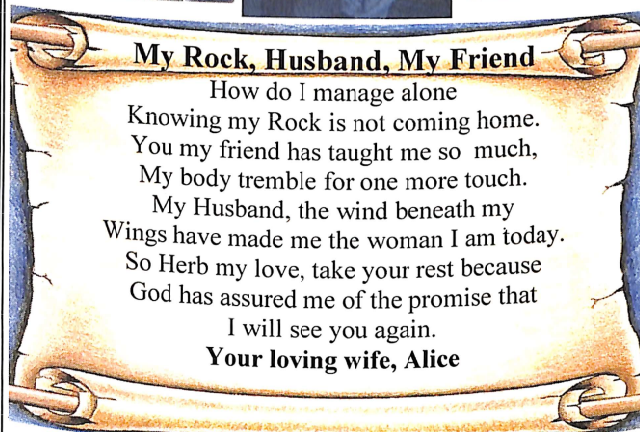 My Rock, Husband, My Friend
How do I manage alone
Knowing my Rock is not coming home.
You my friend has taught me so much,
My body tremble for one more touch.
My Husband, the wind beneath my
Wings have made me the woman I am today.
So Herb my love, take your rest because
God has assured me of the promise that
I will see you again.
Your loving wife, Alice